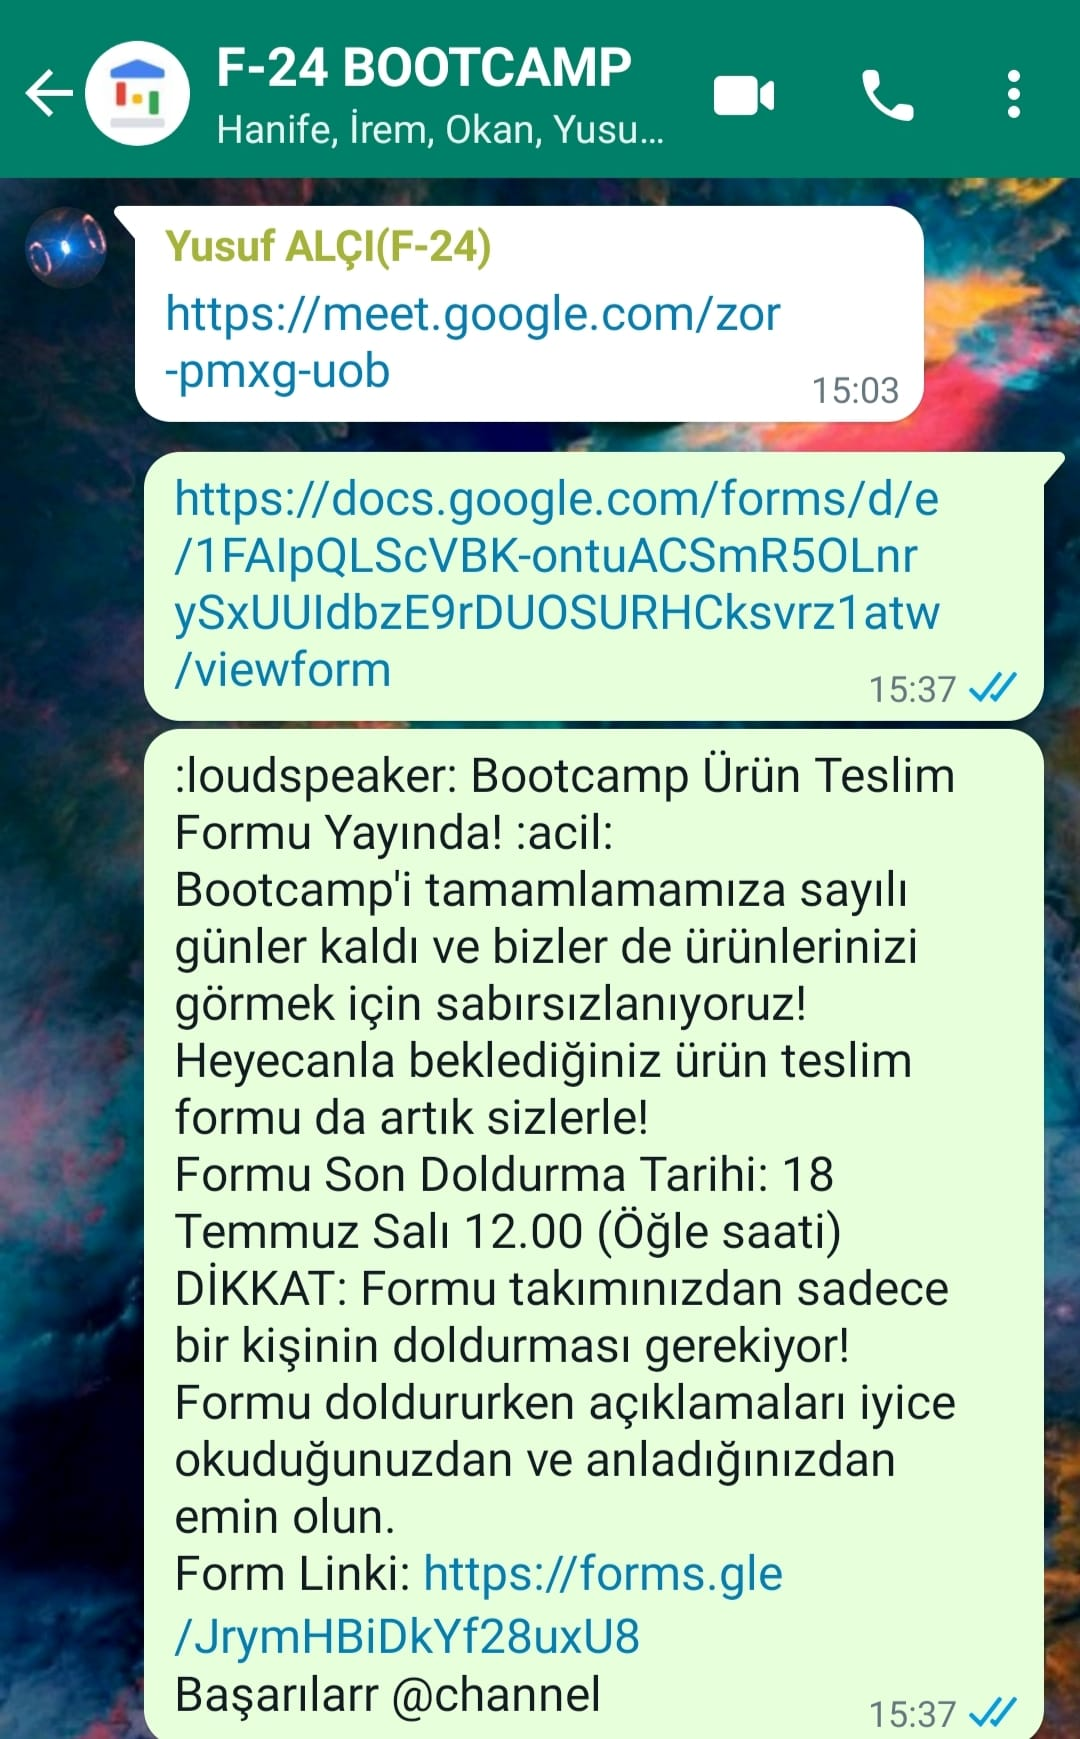 F-24 BOOTCAMP
Hanife, İrem, Okan, Yusu...
Yusuf ALÇI(F-24)
https://meet.google.com/zor
-pmxg-uob
15:03
https://docs.google.com/forms/d/e
/1FAIpQLScVBK-ontuACSmR5OLnr
ySxUUIdbzE9rDUOSURHCksvrz1atw
/viewform
15:37
:loudspeaker: Bootcamp Ürün Teslim
Formu Yayında! :acil:
Bootcamp'i tamamlamamıza sayılı
günler kaldı ve bizler de ürünlerinizi
görmek için sabırsızlanıyoruz!
Heyecanla beklediğiniz ürün teslim
formu da artık sizlerle!
Formu Son Doldurma Tarihi: 18
Temmuz Salı 12.00 (Öğle saati)
DİKKAT: Formu takımınızdan sadece
bir kişinin doldurması gerekiyor!
Formu doldururken açıklamaları iyice
okuduğunuzdan ve anladığınızdan
emin olun.
Form Linki: https://forms.gle
/JrymHBiDkYf28uxU8
Başarılarr @channel
15:37